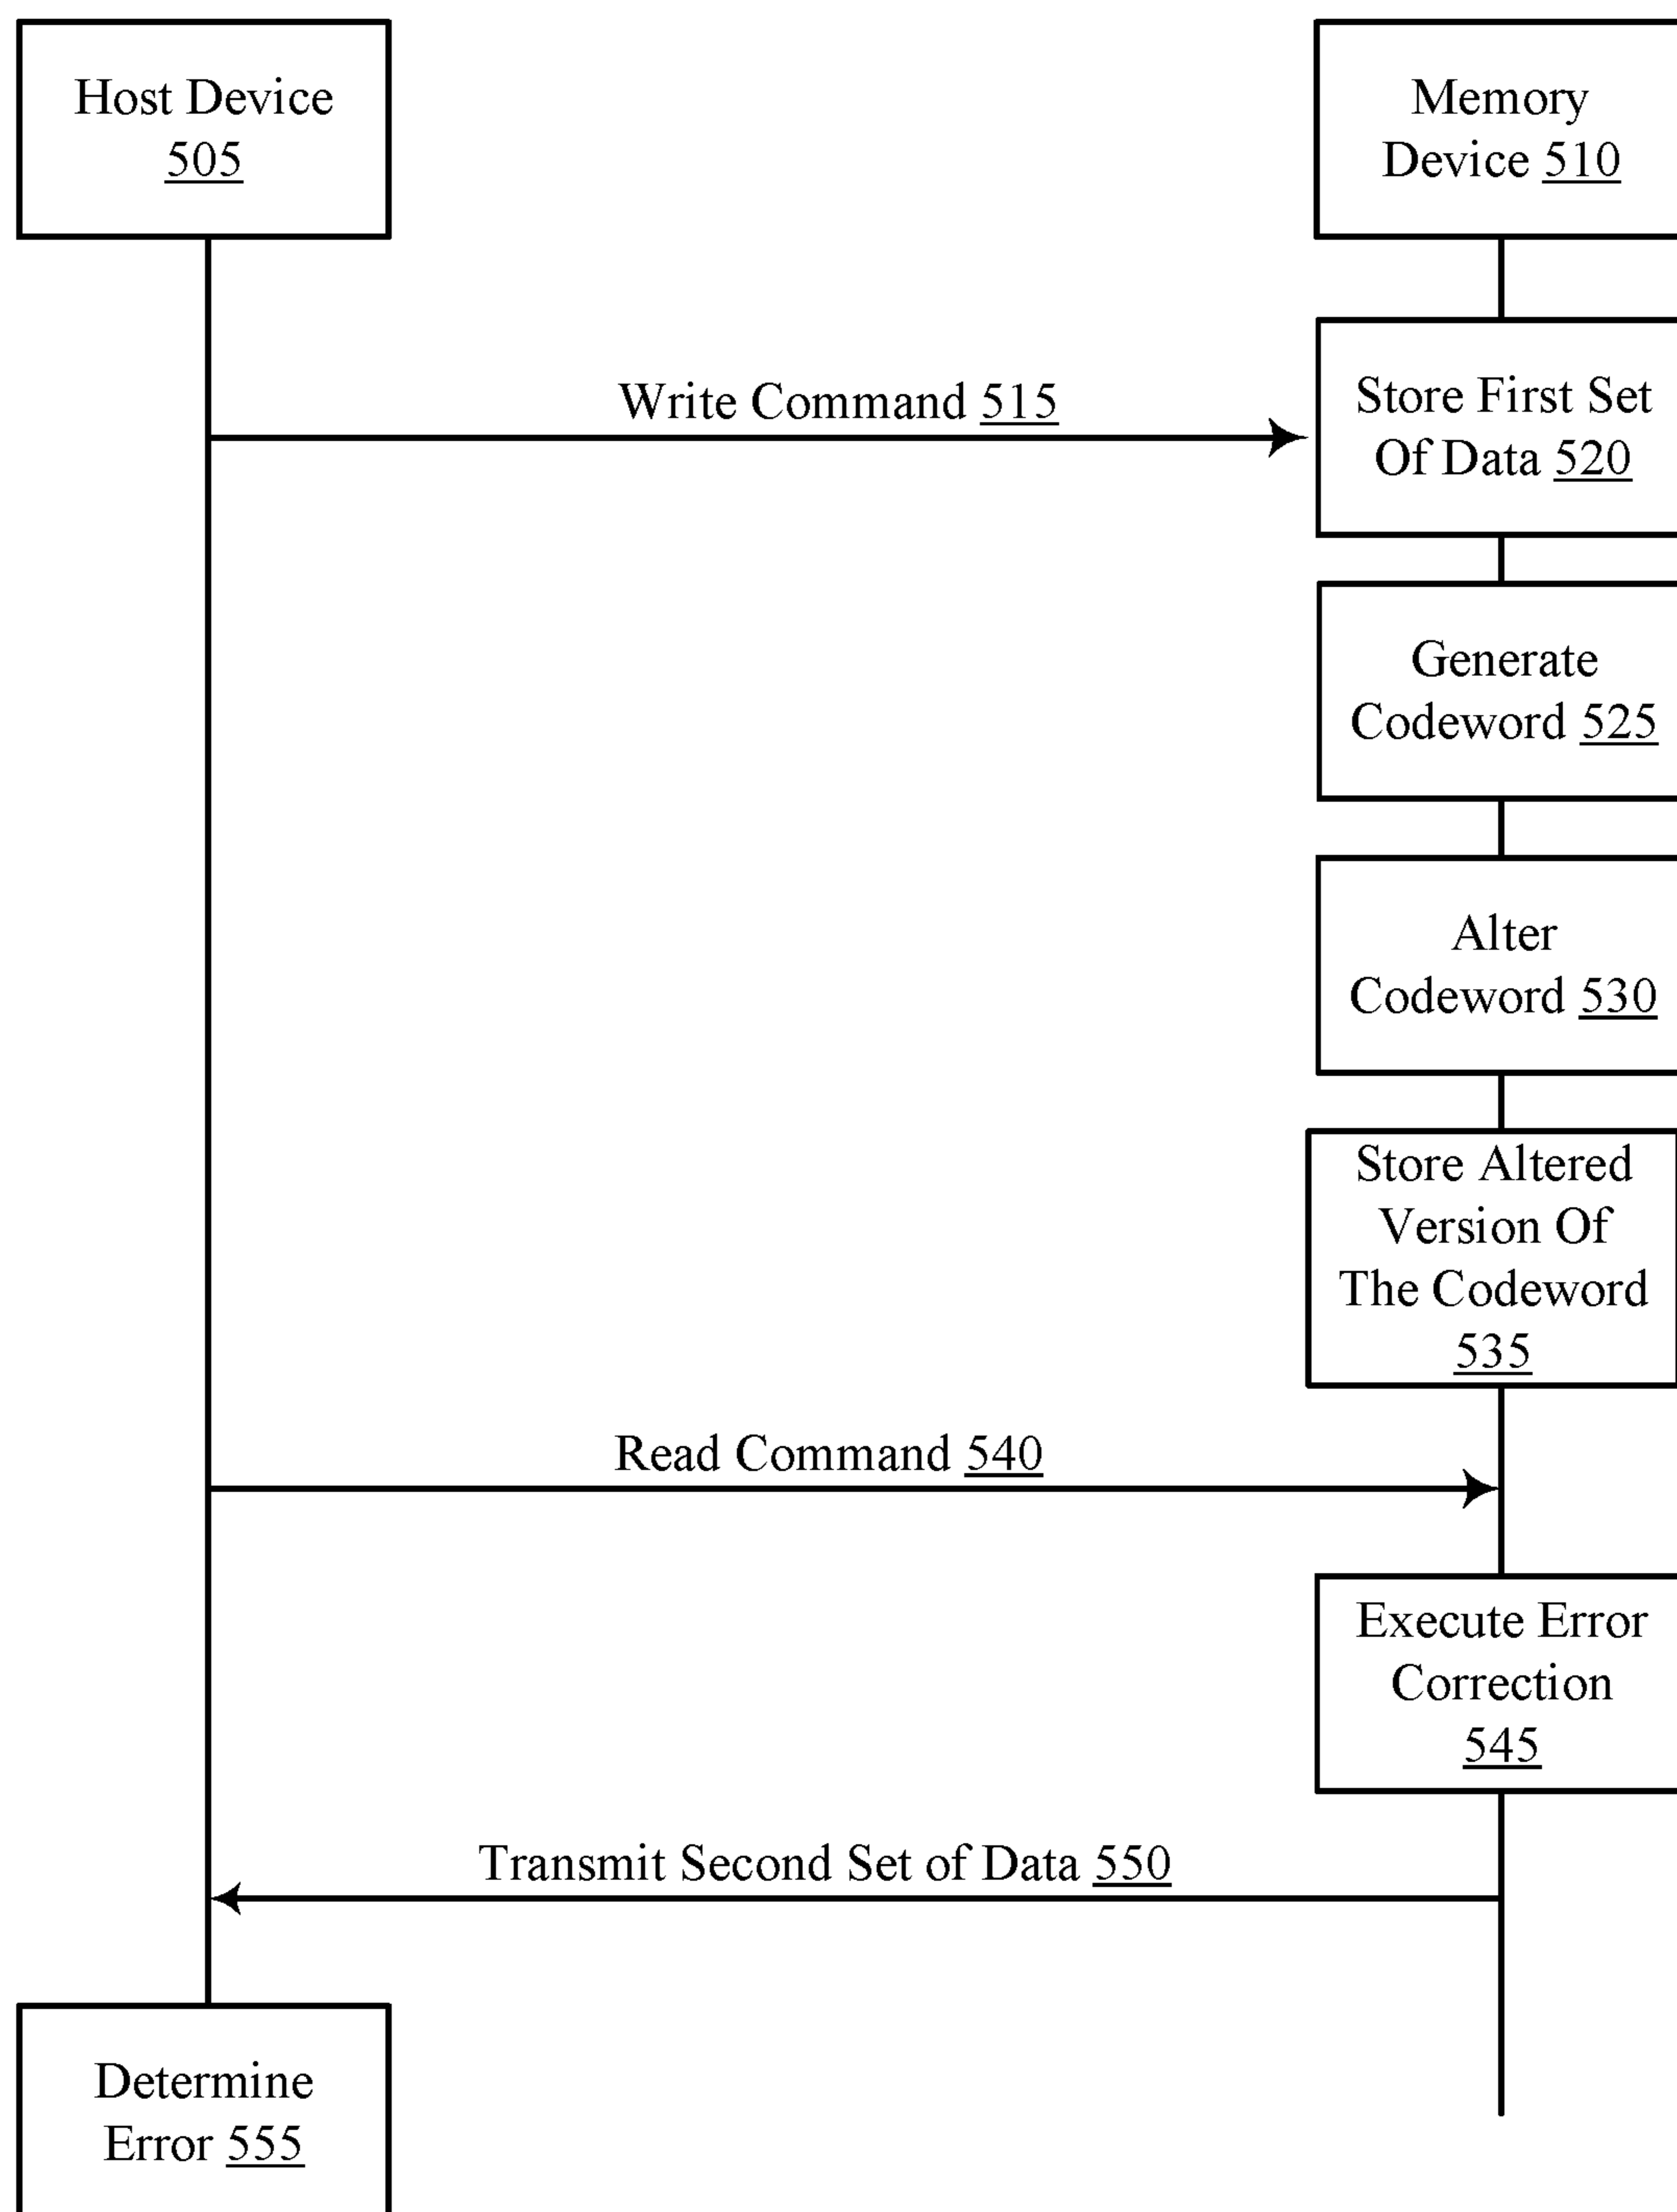 Host Device
505
Memory
Device 510
Write Command 515
Store First Set
Of Data 520
Generate
Codeword 525
Alter
Codeword 530
Store Altered
Version Of
The Codeword
535
Read Command 540
Execute Error
Correction
545
Transmit Second Set of Data 550
Determine
Error 555